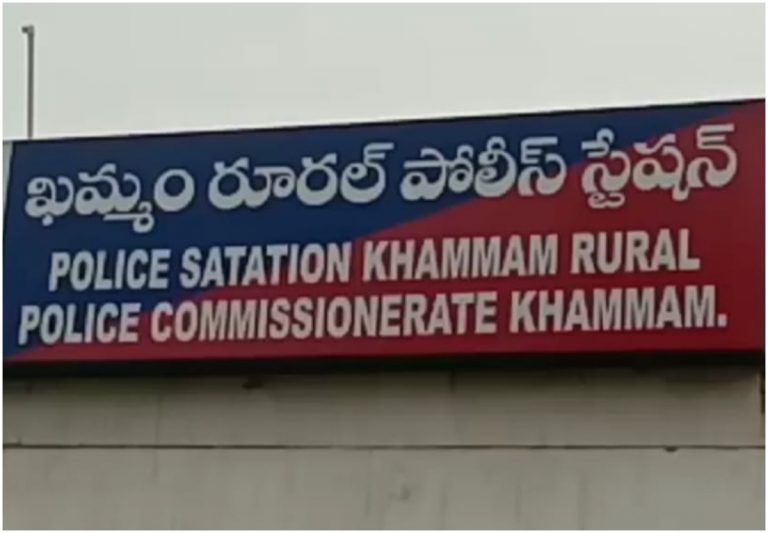 ఖమ్మం రూరల్ పోలీస్ స్టేషన్
POLICE SATATION KHAMMAM RURAL
POLICE COMMISSIONERATE KHAMMAM.